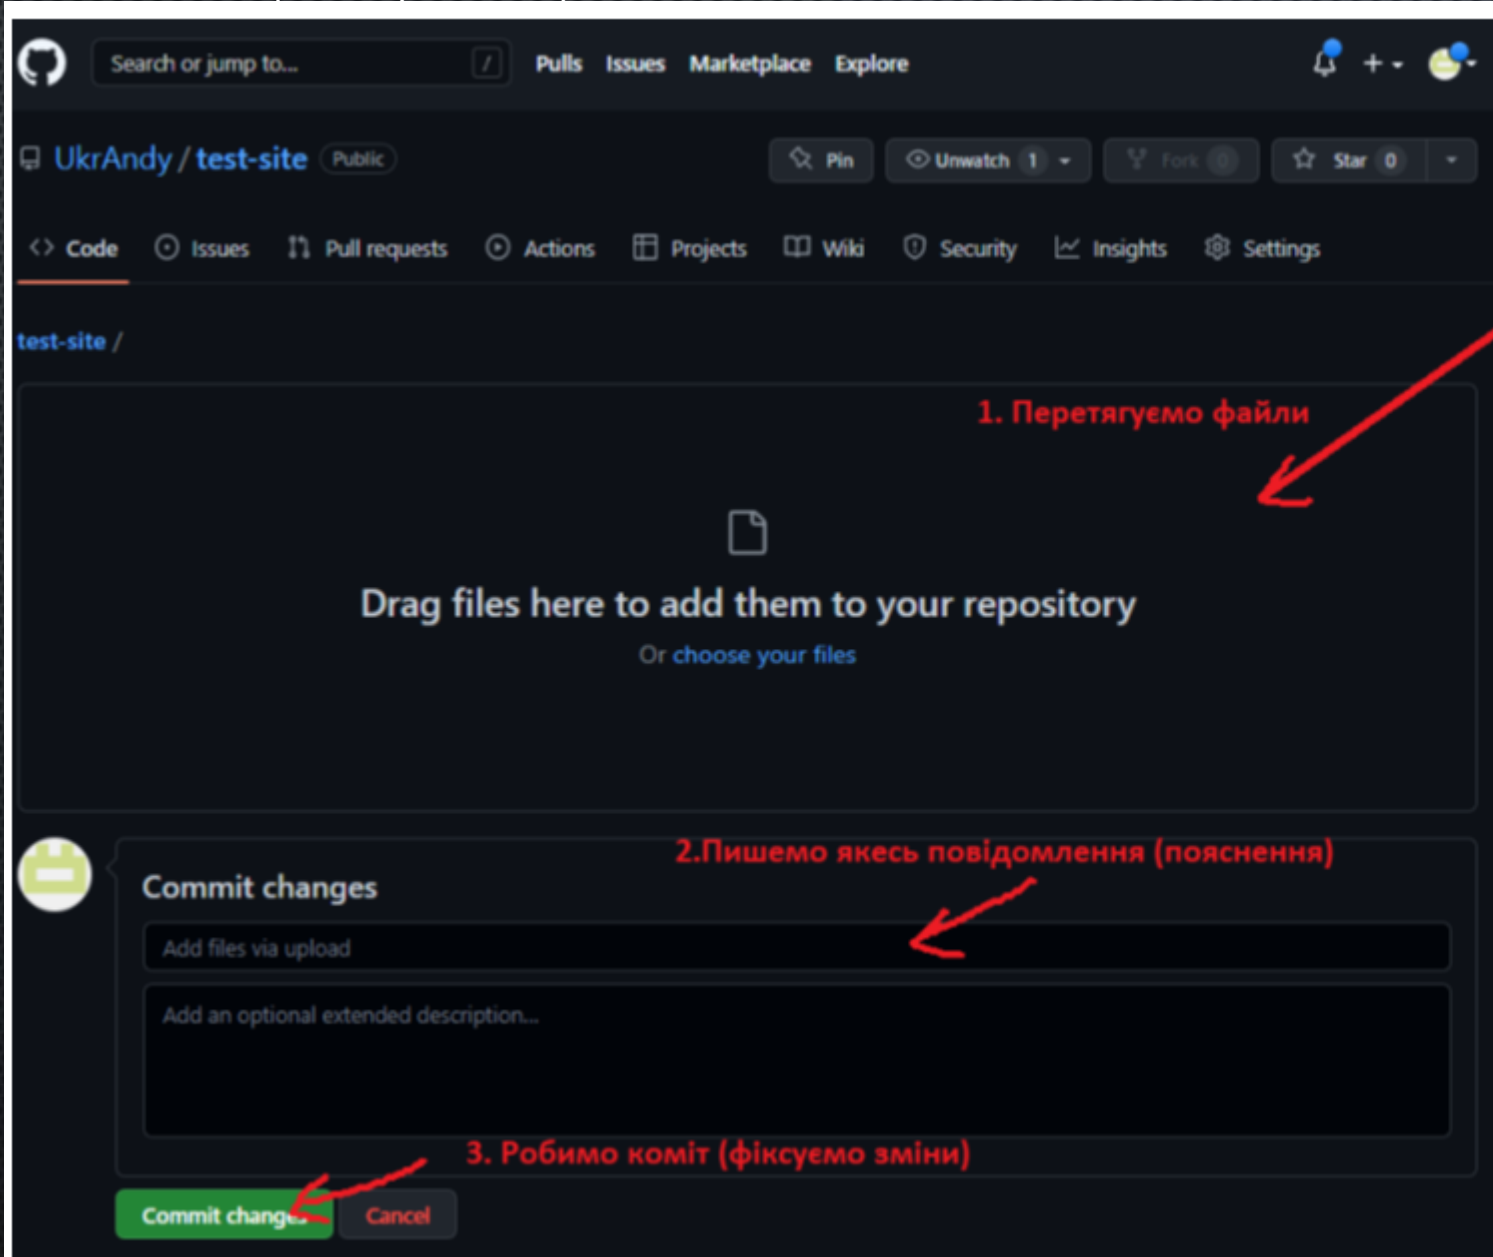 Search or jump to... / Pulls Issues Marketplace Explore
UkrAndy / test-site Public Pin Unwatch 1 Fork 0 Star 0
Code Issues Pull requests Actions Projects Wiki Security Insights Settings
test-site /
1. Перетягуємо файли
Drag files here to add them to your repository
Or choose your files
2.Пишемо якесь повідомлення (пояснення)
Commit changes
Add files via upload
Add an optional extended description...
3. Робимо коміт (фіксуємо зміни)
Commit changes Cancel